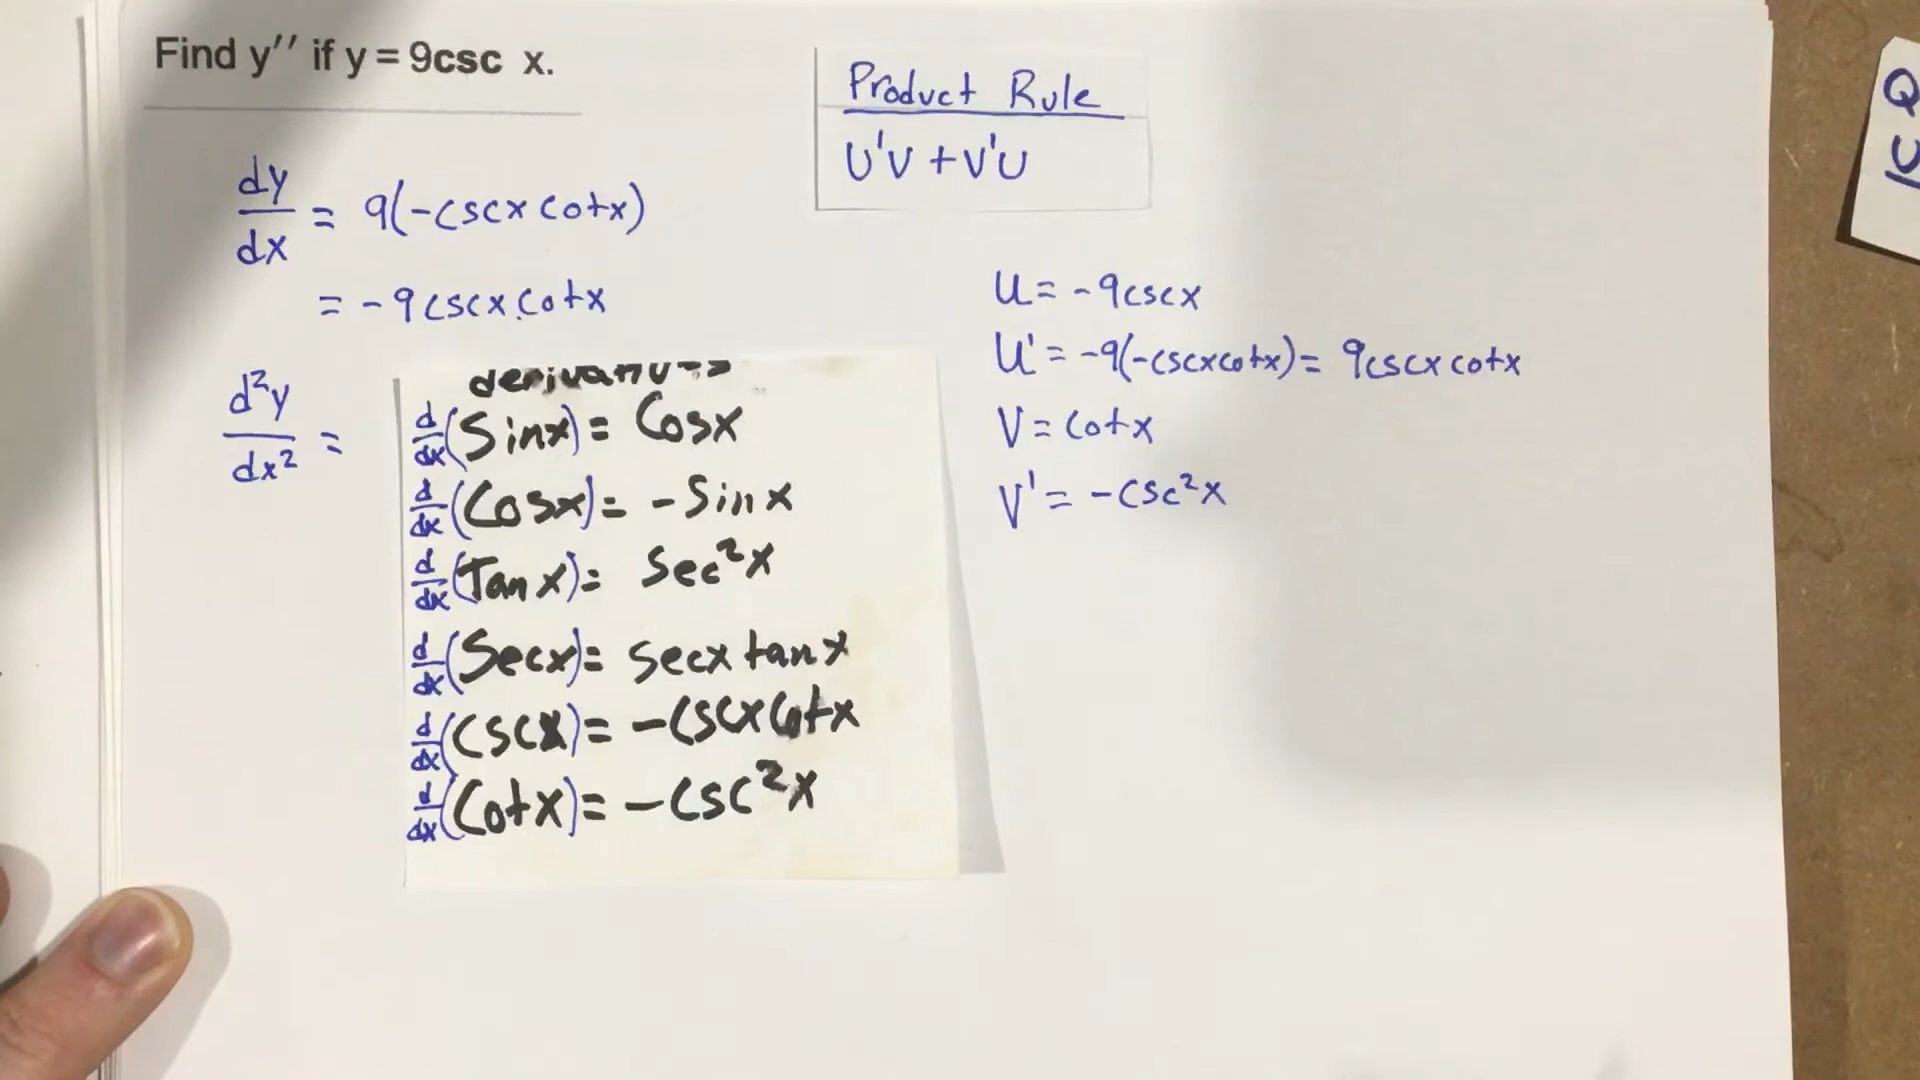 Find y′′ if y = 9csc x.
Product Rule
U'V + V'U
dy/dx = 9(-cscx cotx)
= -9cscx.cotx
U = -9cscx
U' = -9(-cscxcotx) = 9cscx cotx
V = cotx
V' = -csc²x
d²y/dx² =
d/dx(Sinx) = Cosx
d/dx(Cosx) = -Sinx
d/dx(Tanx) = Sec²x
d/dx(Secx) = secx tanx
d/dx(cscx) = -cscx cotx
d/dx(Cotx) = -csc²x
Q
U